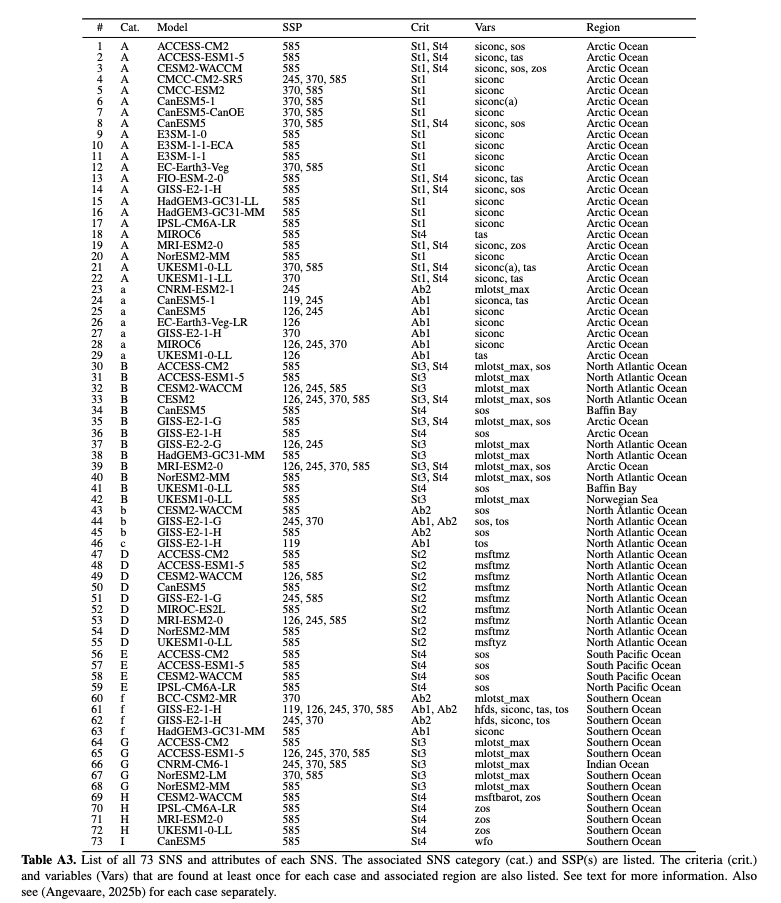 # Cat. Model SSP Crit Vars Region
1 A ACCESS-CM2 585 St1, St4 siconc, sos Arctic Ocean
2 A ACCESS-ESM1-5 585 St1, St4 siconc, tas Arctic Ocean
3 A CESM2-WACCM 585 St1, St4 siconc, sos, zos Arctic Ocean
4 A CMCC-CM2-SR5 245, 370, 585 St1 siconc Arctic Ocean
5 A CMCC-ESM2 370, 585 St1 siconc Arctic Ocean
6 A CanESM5-1 370, 585 St1 siconc(a) Arctic Ocean
7 A CanESM5-CanOE 370, 585 St1 siconc Arctic Ocean
8 A CanESM5 370, 585 St1, St4 siconc, sos Arctic Ocean
9 A E3SM-1-0 585 St1 siconc Arctic Ocean
10 A E3SM-1-1-ECA 585 St1 siconc Arctic Ocean
11 A E3SM-1-1 585 St1 siconc Arctic Ocean
12 A EC-Earth3-Veg 370, 585 St1 siconc Arctic Ocean
13 A FIO-ESM-2-0 585 St1, St4 siconc, tas Arctic Ocean
14 A GISS-E2-1-H 585 St1, St4 siconc, sos Arctic Ocean
15 A HadGEM3-GC31-LL 585 St1 siconc Arctic Ocean
16 A HadGEM3-GC31-MM 585 St1 siconc Arctic Ocean
17 A IPSL-CM6A-LR 585 St1 siconc Arctic Ocean
18 A MIROC6 585 St4 tas Arctic Ocean
19 A MRI-ESM2-0 585 St1, St4 siconc, zos Arctic Ocean
20 A NorESM2-MM 585 St1 siconc Arctic Ocean
21 A UKESM1-0-LL 370, 585 St1, St4 siconc(a), tas Arctic Ocean
22 A UKESM1-1-LL 370 St1, St4 siconc, tas Arctic Ocean
23 a CNRM-ESM2-1 245 Ab2 mlotst_max Arctic Ocean
24 a CanESM5-1 119, 245 Ab1 siconca, tas Arctic Ocean
25 a CanESM5 126, 245 Ab1 siconc Arctic Ocean
26 a EC-Earth3-Veg-LR 126 Ab1 siconc Arctic Ocean
27 a GISS-E2-1-H 370 Ab1 siconc Arctic Ocean
28 a MIROC6 126, 245, 370 Ab1 siconc Arctic Ocean
29 a UKESM1-0-LL 126 Ab1 tas Arctic Ocean
30 B ACCESS-CM2 585 St3, St4 mlotst_max, sos North Atlantic Ocean
31 B ACCESS-ESM1-5 585 St3 mlotst_max North Atlantic Ocean
32 B CESM2-WACCM 126, 245, 585 St3 mlotst_max North Atlantic Ocean
33 B CESM2 126, 245, 370, 585 St3, St4 mlotst_max, sos North Atlantic Ocean
34 B CanESM5 585 St4 sos Baffin Bay
35 B GISS-E2-1-G 585 St3, St4 mlotst_max, sos Arctic Ocean
36 B GISS-E2-1-H 585 St4 sos Arctic Ocean
37 B GISS-E2-2-G 126, 245 St3 mlotst_max North Atlantic Ocean
38 B HadGEM3-GC31-MM 585 St3 mlotst_max North Atlantic Ocean
39 B MRI-ESM2-0 126, 245, 370, 585 St3, St4 mlotst_max, sos Arctic Ocean
40 B NorESM2-MM 585 St3, St4 mlotst_max, sos North Atlantic Ocean
41 B UKESM1-0-LL 585 St4 sos Baffin Bay
42 B UKESM1-0-LL 585 St3 mlotst_max Norwegian Sea
43 b CESM2-WACCM 585 Ab2 sos North Atlantic Ocean
44 b GISS-E2-1-G 245, 370 Ab1, Ab2 sos, tos North Atlantic Ocean
45 b GISS-E2-1-H 585 Ab2 sos North Atlantic Ocean
46 c GISS-E2-1-H 119 Ab1 tos North Atlantic Ocean
47 D ACCESS-CM2 585 St2 msftmz North Atlantic Ocean
48 D ACCESS-ESM1-5 585 St2 msftmz North Atlantic Ocean
49 D CESM2-WACCM 126, 585 St2 msftmz North Atlantic Ocean
50 D CanESM5 585 St2 msftmz North Atlantic Ocean
51 D GISS-E2-1-G 245, 585 St2 msftmz North Atlantic Ocean
52 D MIROC-ES2L 585 St2 msftmz North Atlantic Ocean
53 D MRI-ESM2-0 126, 245, 585 St2 msftmz North Atlantic Ocean
54 D NorESM2-MM 585 St2 msftmz North Atlantic Ocean
55 D UKESM1-0-LL 585 St2 msftyz North Atlantic Ocean
56 E ACCESS-CM2 585 St4 sos South Pacific Ocean
57 E ACCESS-ESM1-5 585 St4 sos South Pacific Ocean
58 E CESM2-WACCM 585 St4 sos South Pacific Ocean
59 E IPSL-CM6A-LR 585 St4 sos North Pacific Ocean
60 f BCC-CSM2-MR 370 Ab2 mlotst_max Southern Ocean
61 f GISS-E2-1-H 119, 126, 245, 370, 585 Ab1, Ab2 hfds, siconc, tas, tos Southern Ocean
62 f GISS-E2-1-H 245, 370 Ab2 hfds, siconc, tos Southern Ocean
63 f HadGEM3-GC31-MM 585 Ab1 siconc Southern Ocean
64 G ACCESS-CM2 585 St3 mlotst_max Southern Ocean
65 G ACCESS-ESM1-5 126, 245, 370, 585 St3 mlotst_max Southern Ocean
66 G CNRM-CM6-1 245, 370, 585 St3 mlotst_max Indian Ocean
67 G NorESM2-LM 370, 585 St3 mlotst_max Southern Ocean
68 G NorESM2-MM 585 St3 mlotst_max Southern Ocean
69 H CESM2-WACCM 585 St4 msftbarot, zos Southern Ocean
70 H IPSL-CM6A-LR 585 St4 zos Southern Ocean
71 H MRI-ESM2-0 585 St4 zos Southern Ocean
72 H UKESM1-0-LL 585 St4 zos Southern Ocean
73 I CanESM5 585 St4 wfo Southern Ocean
Table A3. List of all 73 SNS and attributes of each SNS. The associated SNS category (cat.) and SSP(s) are listed. The criteria (crit.)
and variables (Vars) that are found at least once for each case and associated region are also listed. See text for more information. Also
see (Angevaare, 2025b) for each case separately.